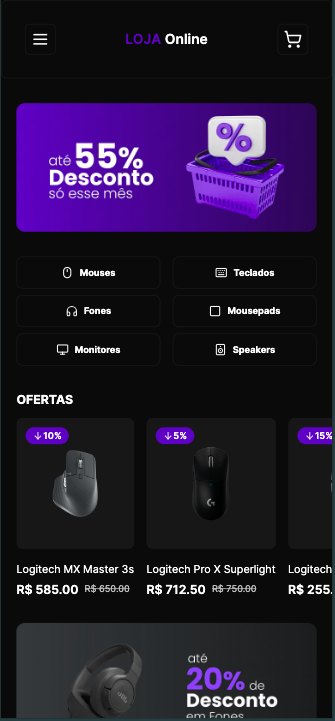 LOJA Online
%
até 55%
Desconto
só esse mês
Mouses
Teclados
Fones
Mousepads
Monitores
Speakers
OFERTAS
↓10%
↓5%
↓15%
Logitech MX Master 3s
Logitech Pro X Superlight
Logitech
R$ 585.00 R$ 650.00
R$ 712.50 R$ 750.00
R$ 255.
até
20% de
Desconto
em Fones
JBL